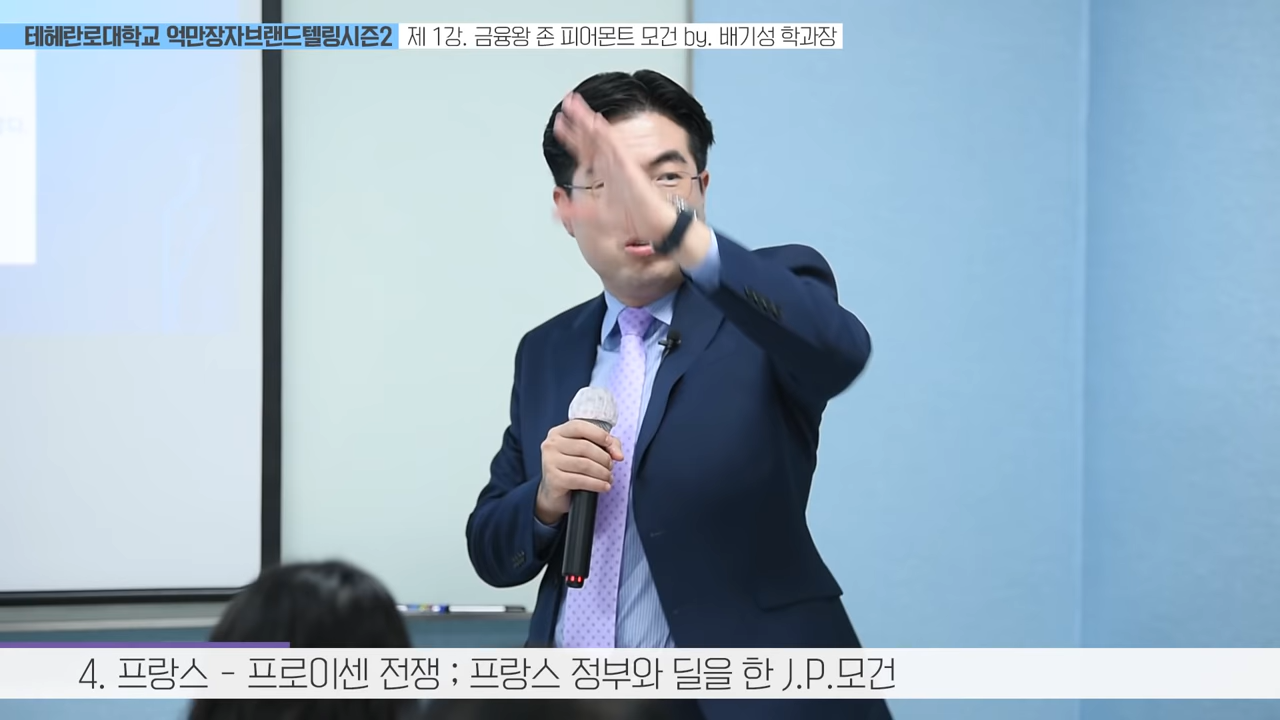 테헤란로대학교 억만장자브랜드텔링시즌2 제 1강. 금융왕 존 피어몬트 모건 by. 배기성 학과장
4. 프랑스 - 프로이센 전쟁 ; 프랑스 정부와 딜을 한 J.P.모건